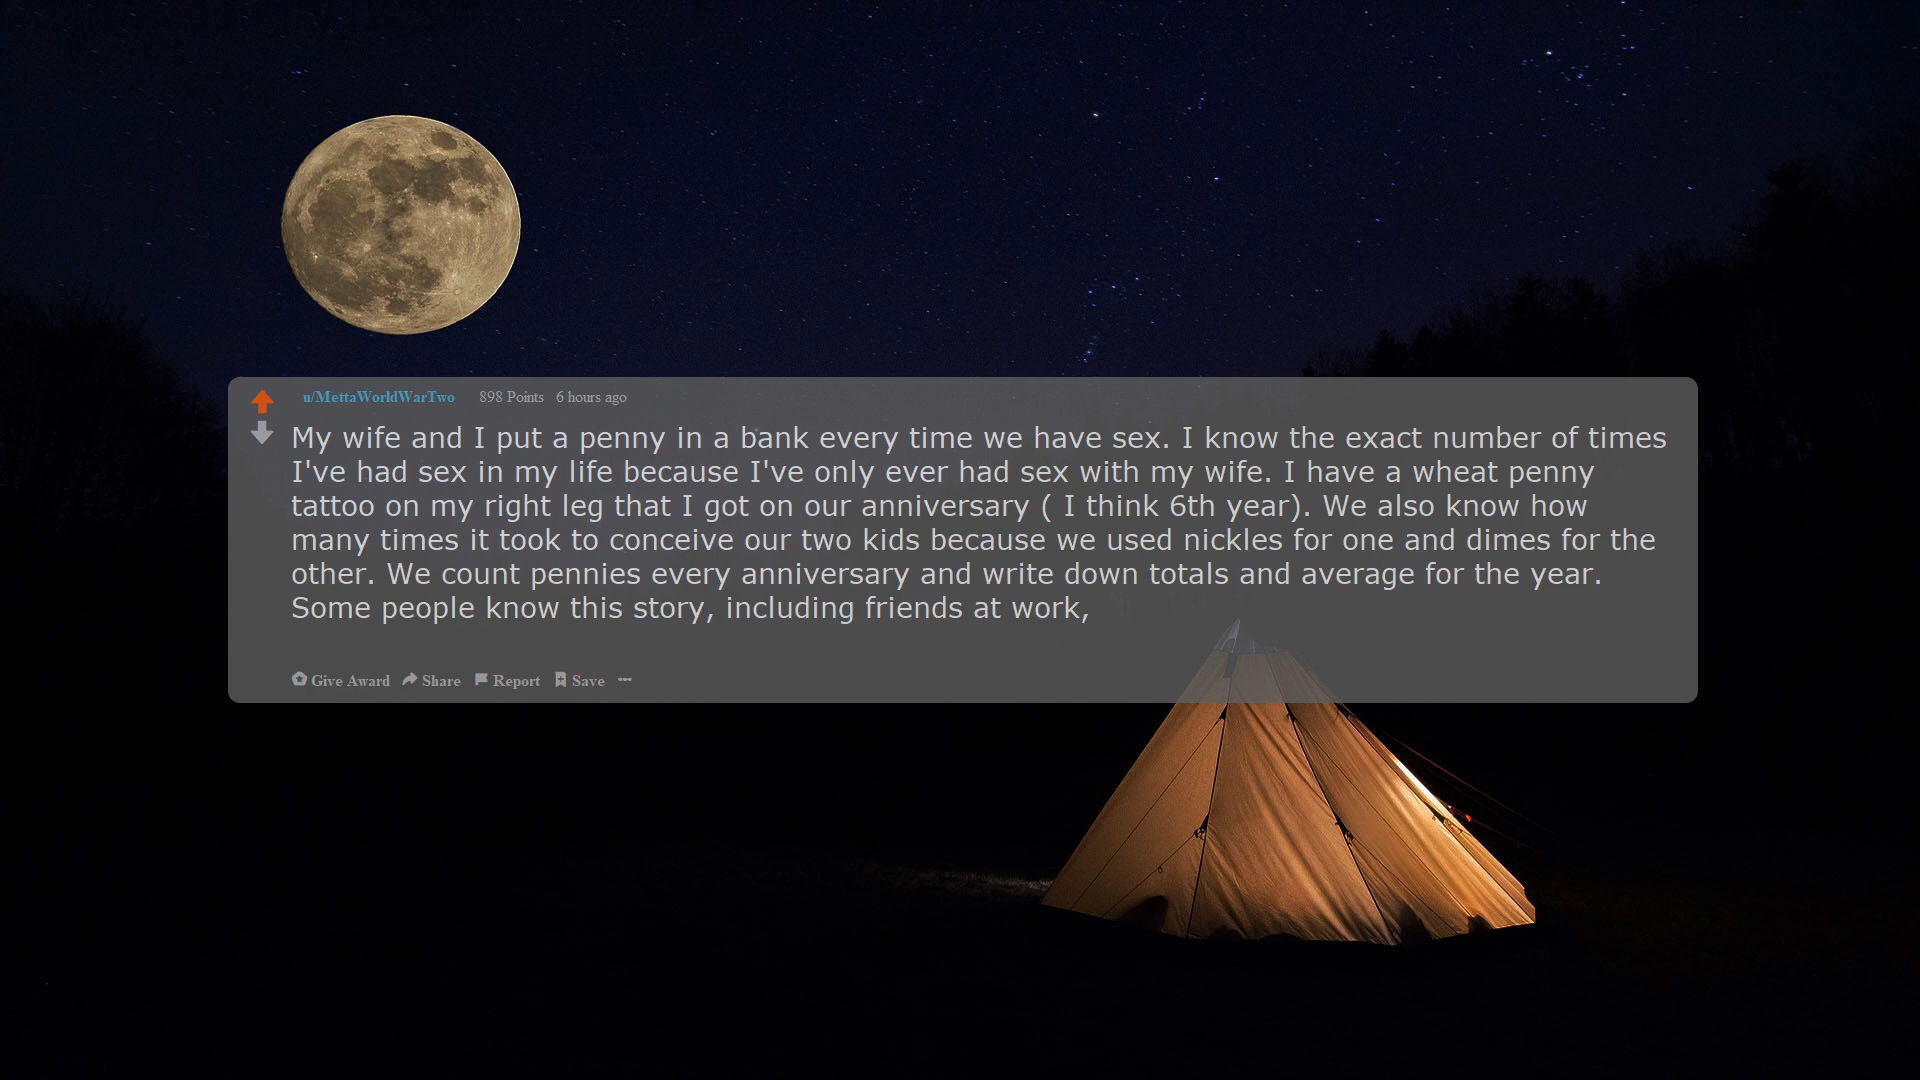 u/MettaWorldWarTwo 898 Points 6 hours ago
My wife and I put a penny in a bank every time we have sex. I know the exact number of times
I've had sex in my life because I've only ever had sex with my wife. I have a wheat penny
tattoo on my right leg that I got on our anniversary ( I think 6th year). We also know how
many times it took to conceive our two kids because we used nickles for one and dimes for the
other. We count pennies every anniversary and write down totals and average for the year.
Some people know this story, including friends at work,
Give Award Share Report Save